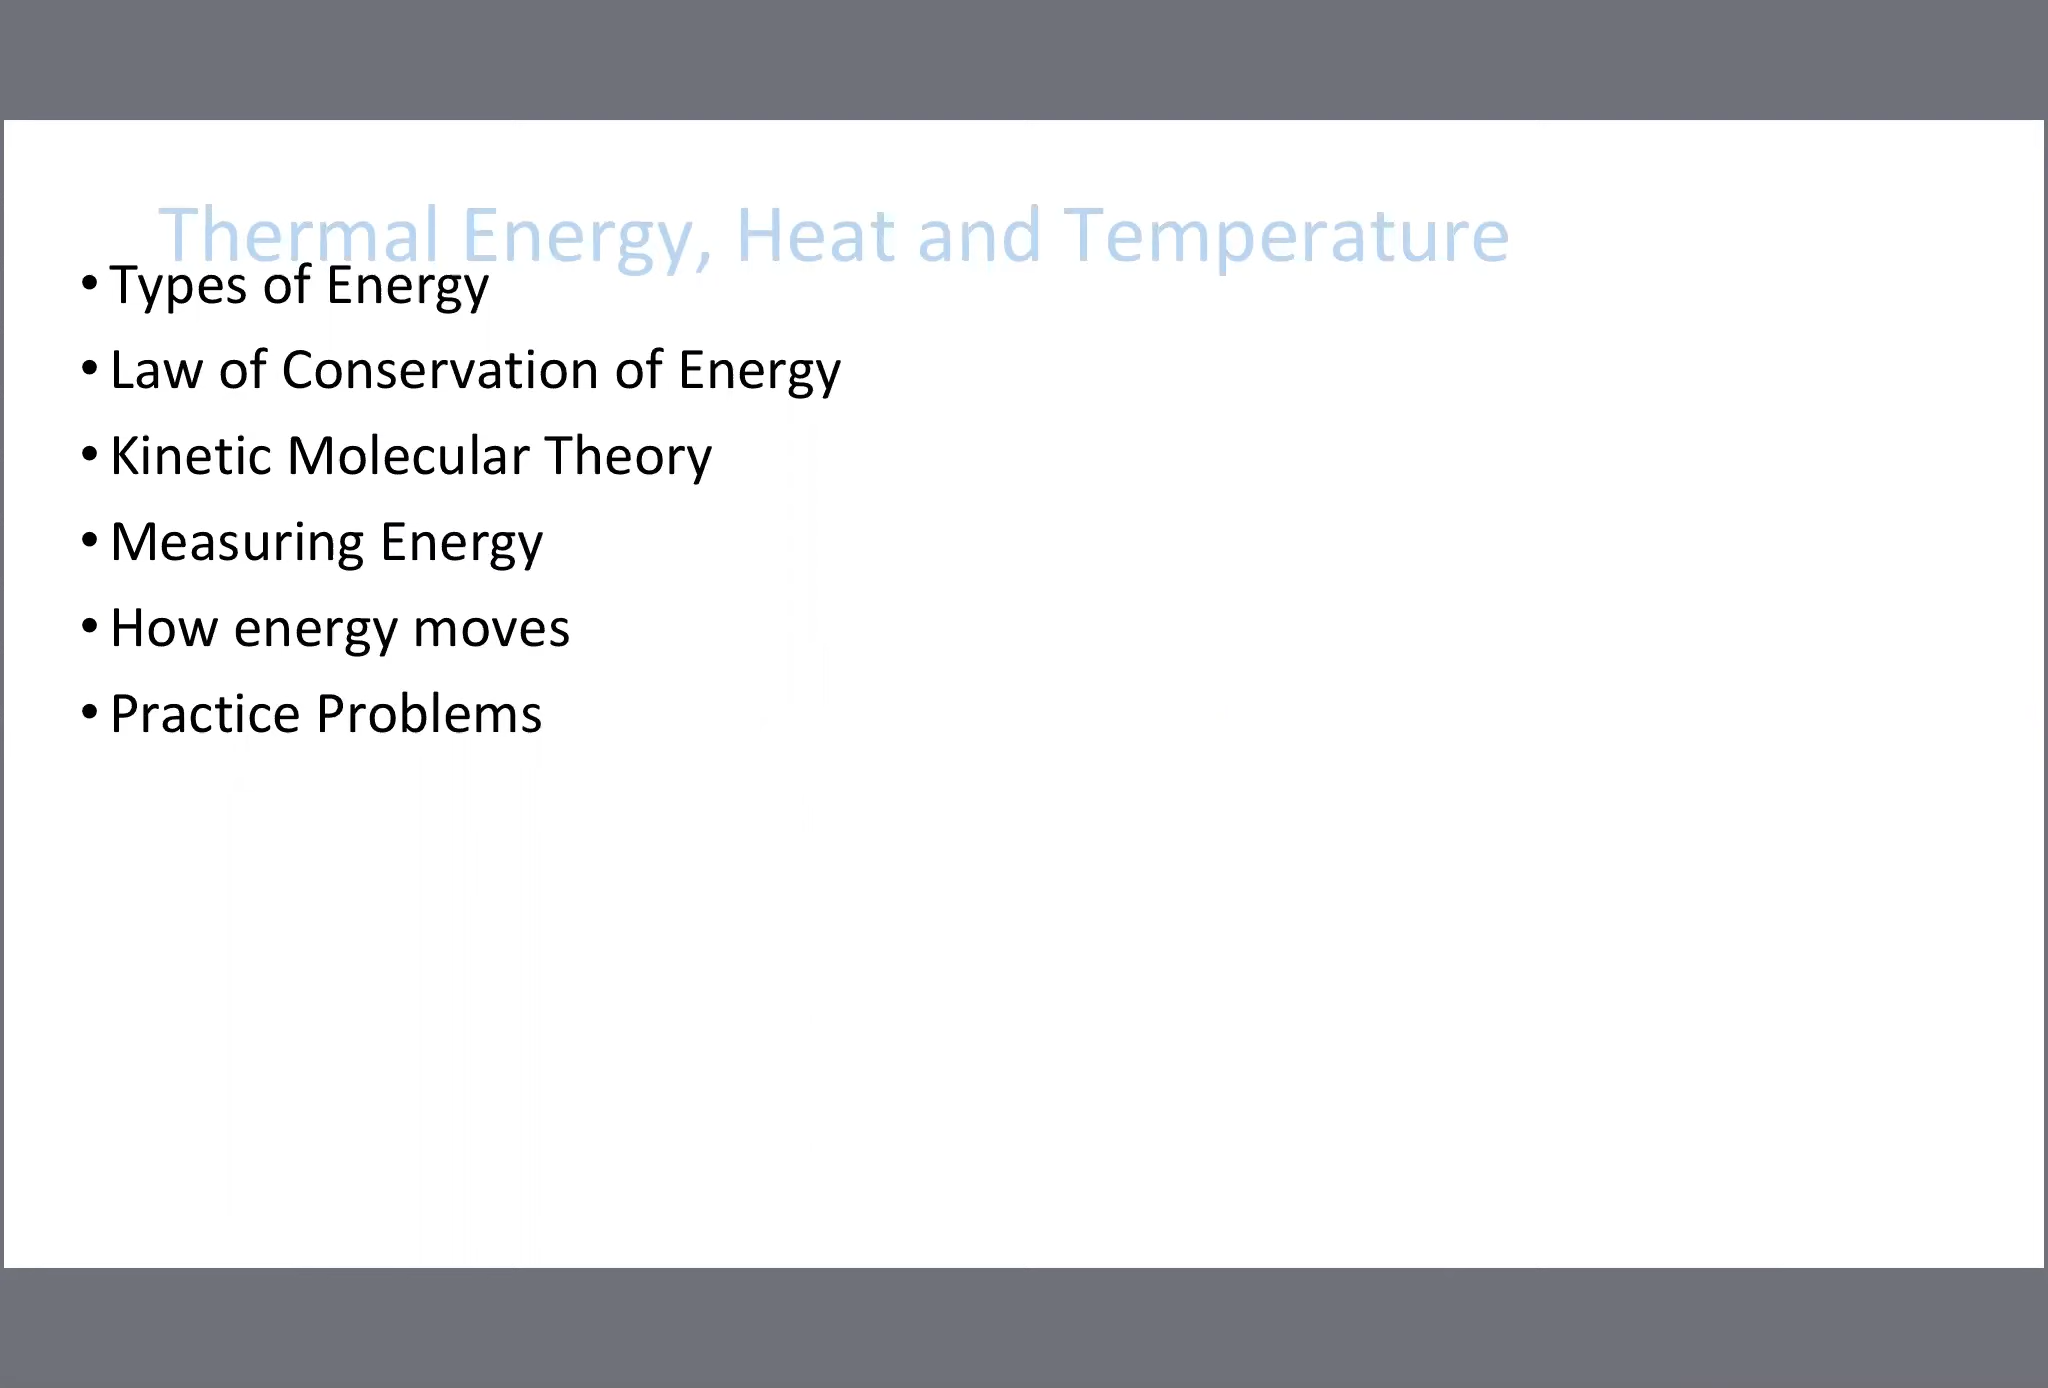 Thermal Energy, Heat and Temperature
• Types of Energy
• Law of Conservation of Energy
• Kinetic Molecular Theory
• Measuring Energy
• How energy moves
• Practice Problems